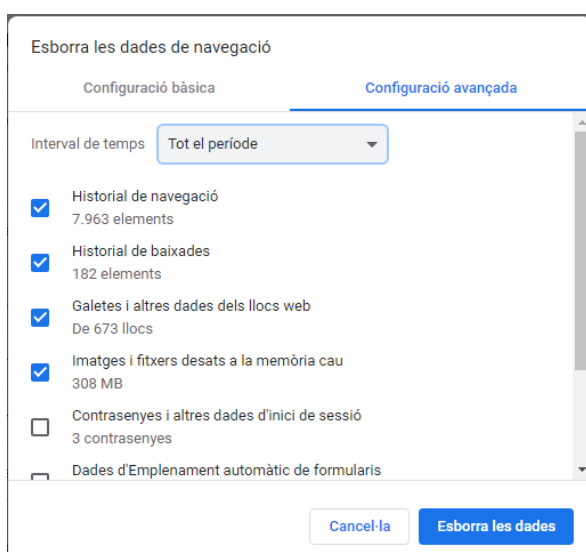 Esborra les dades de navegació
Configuració bàsica
Configuració avançada
Interval de temps
Tot el període
Historial de navegació
7.963 elements
Historial de baixades
182 elements
Galetes i altres dades dels llocs web
De 673 llocs
Imatges i fitxers desats a la memòria cau
308 MB
Contrasenyes i altres dades d'inici de sessió
3 contrasenyes
Dades d'Emplenament automàtic de formularis
Cancel·la
Esborra les dades